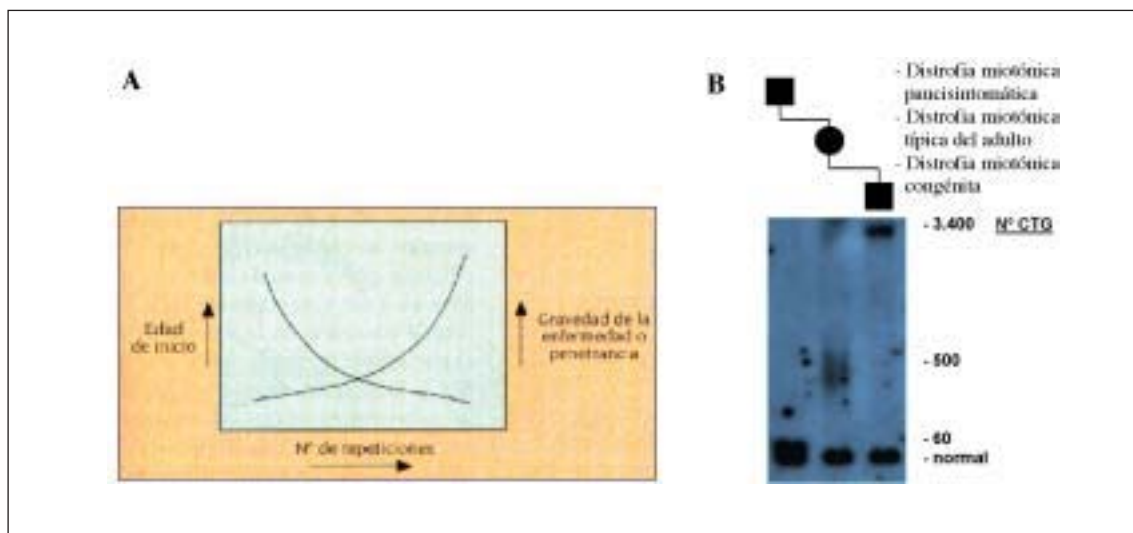 A
Edad
de inicio
Gravedad de la
enfermedad o
penetrancia
Nº de repeticiones
B
- Distrofia miotónica
paucisintomática
- Distrofia miotónica
típica del adulto
- Distrofia miotónica
congénita
- 3.400 Nº CTG
- 500
- 60
- normal